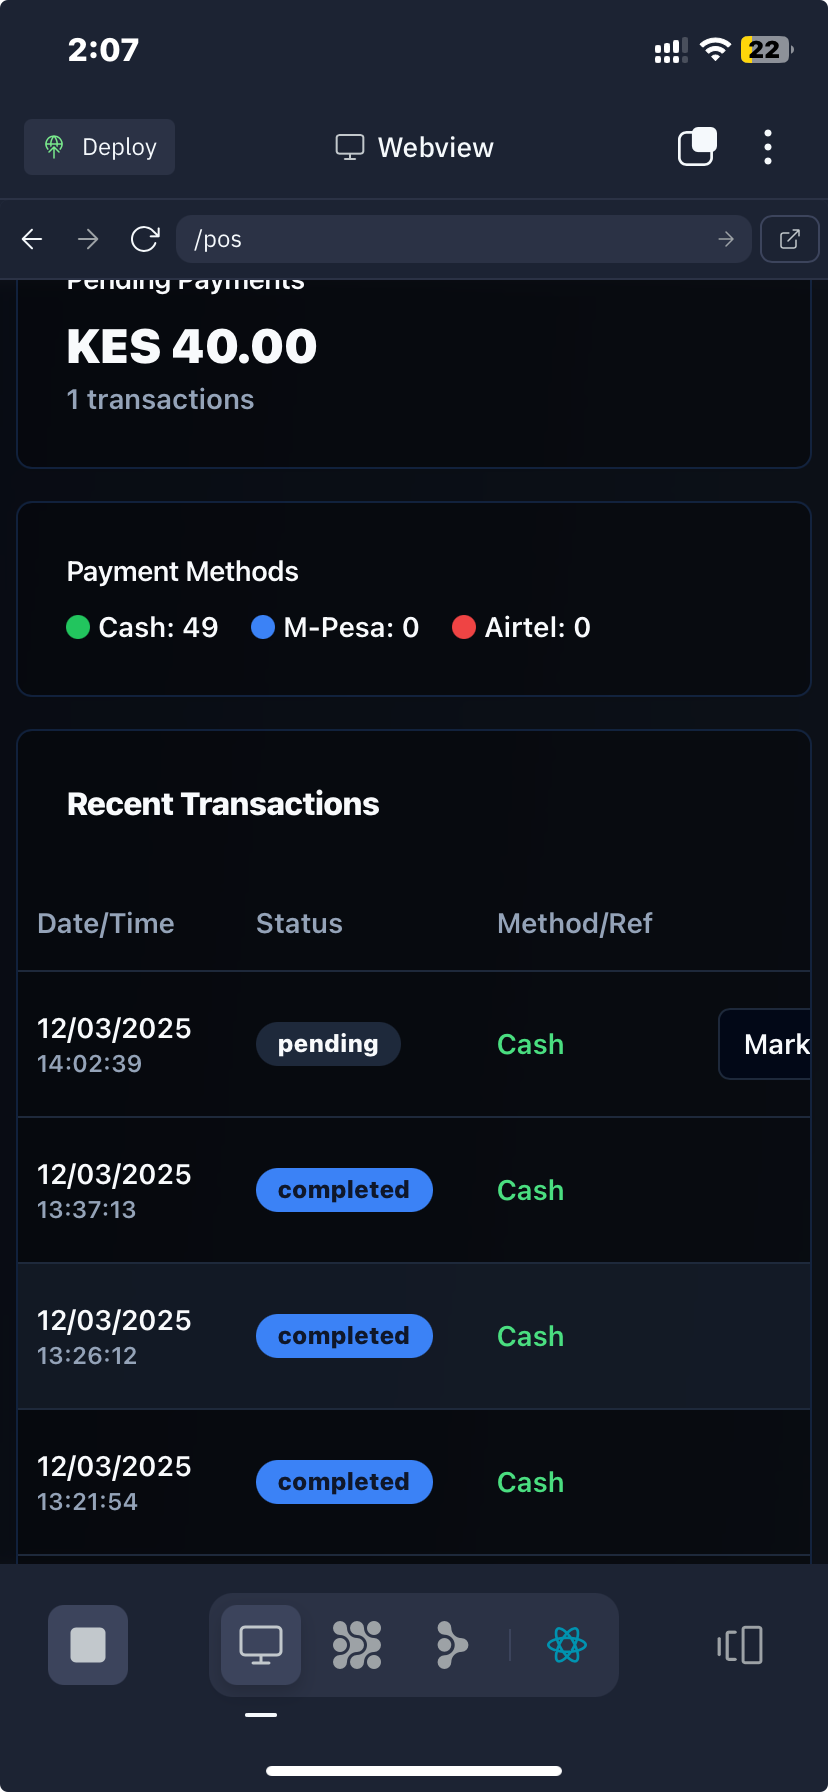 2:07
22
Deploy
Webview
/pos
Pending Payments
KES 40.00
1 transactions
Payment Methods
Cash: 49 M-Pesa: 0 Airtel: 0
Recent Transactions
Date/Time Status Method/Ref
12/03/2025
14:02:39
pending Cash Mark
12/03/2025
13:37:13
completed Cash
12/03/2025
13:26:12
completed Cash
12/03/2025
13:21:54
completed Cash